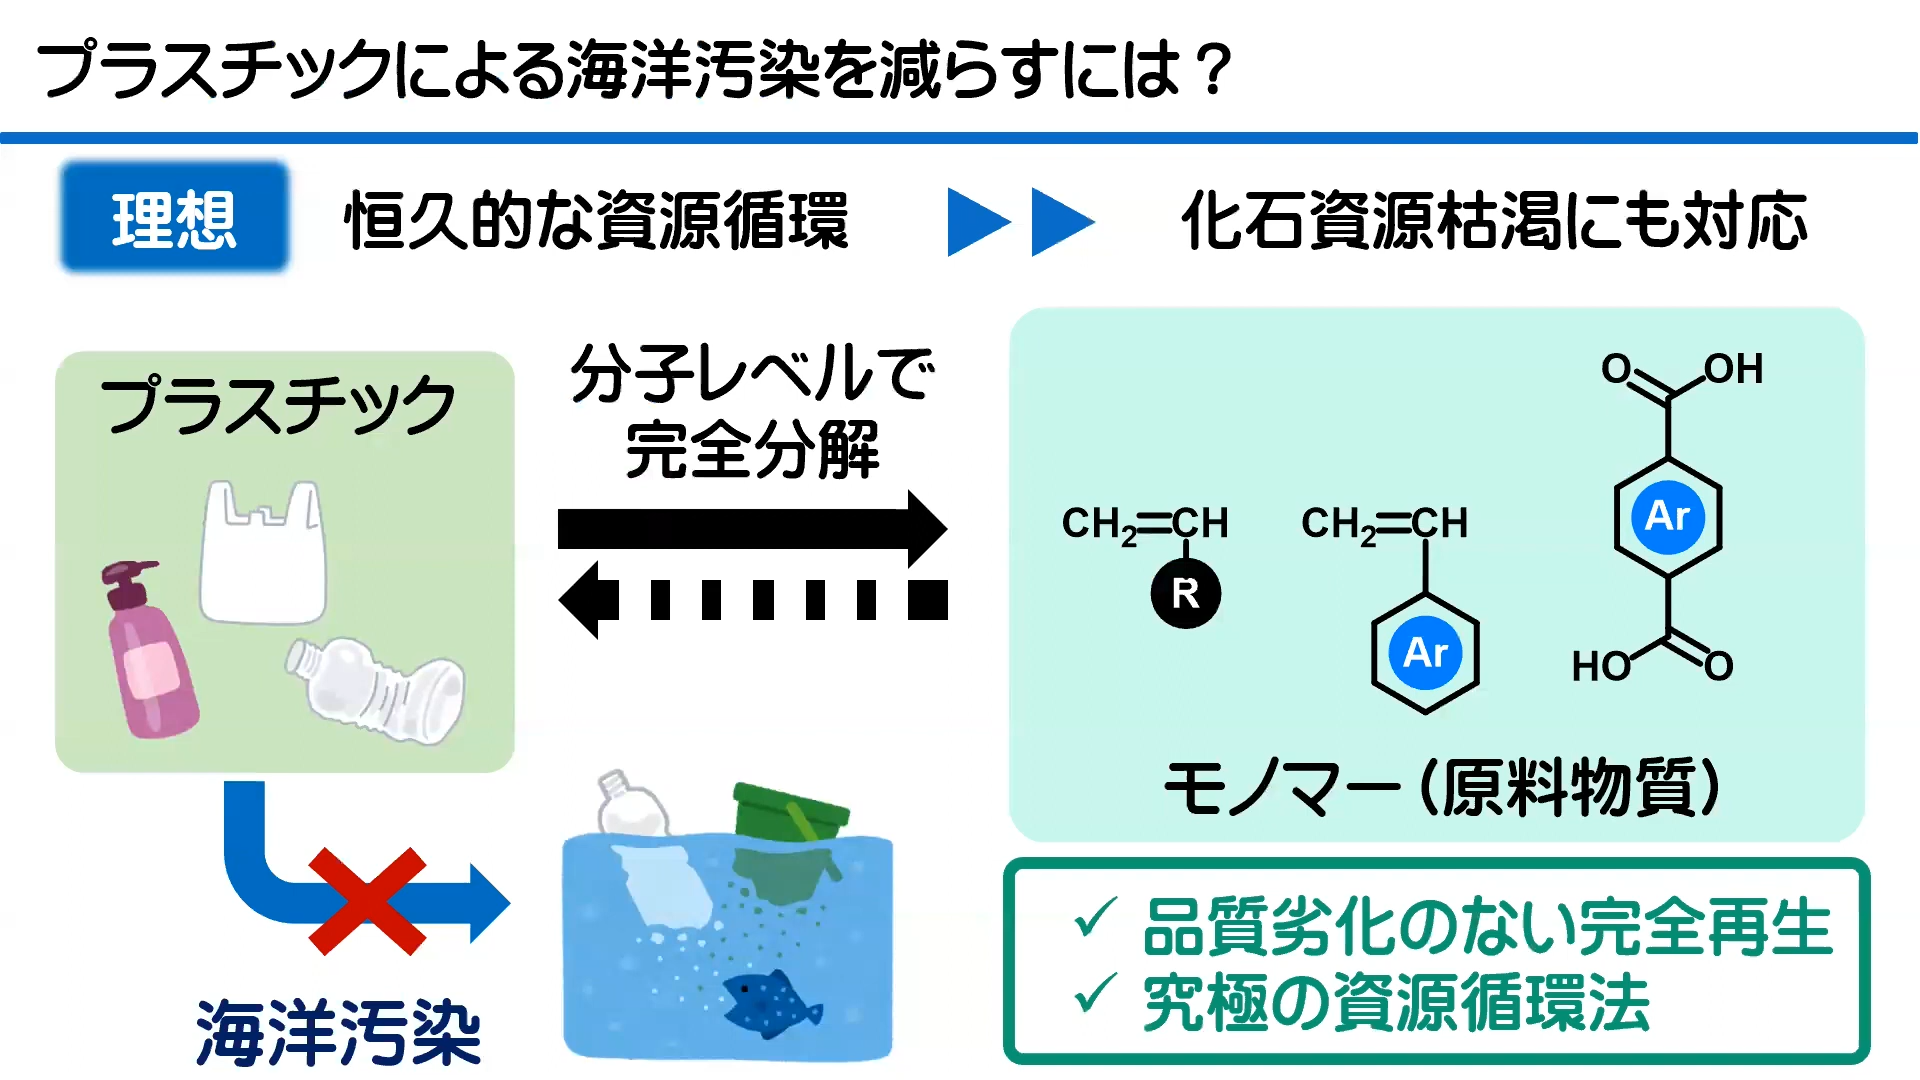 プラスチックによる海洋汚染を減らすには？
理想
恒久的な資源循環
化石資源枯渇にも対応
プラスチック
分子レベルで
完全分解
CH₂=CH
R
CH₂=CH
Ar
O
OH
Ar
HO
O
モノマー（原料物質）
海洋汚染
✓ 品質劣化のない完全再生
✓ 究極の資源循環法